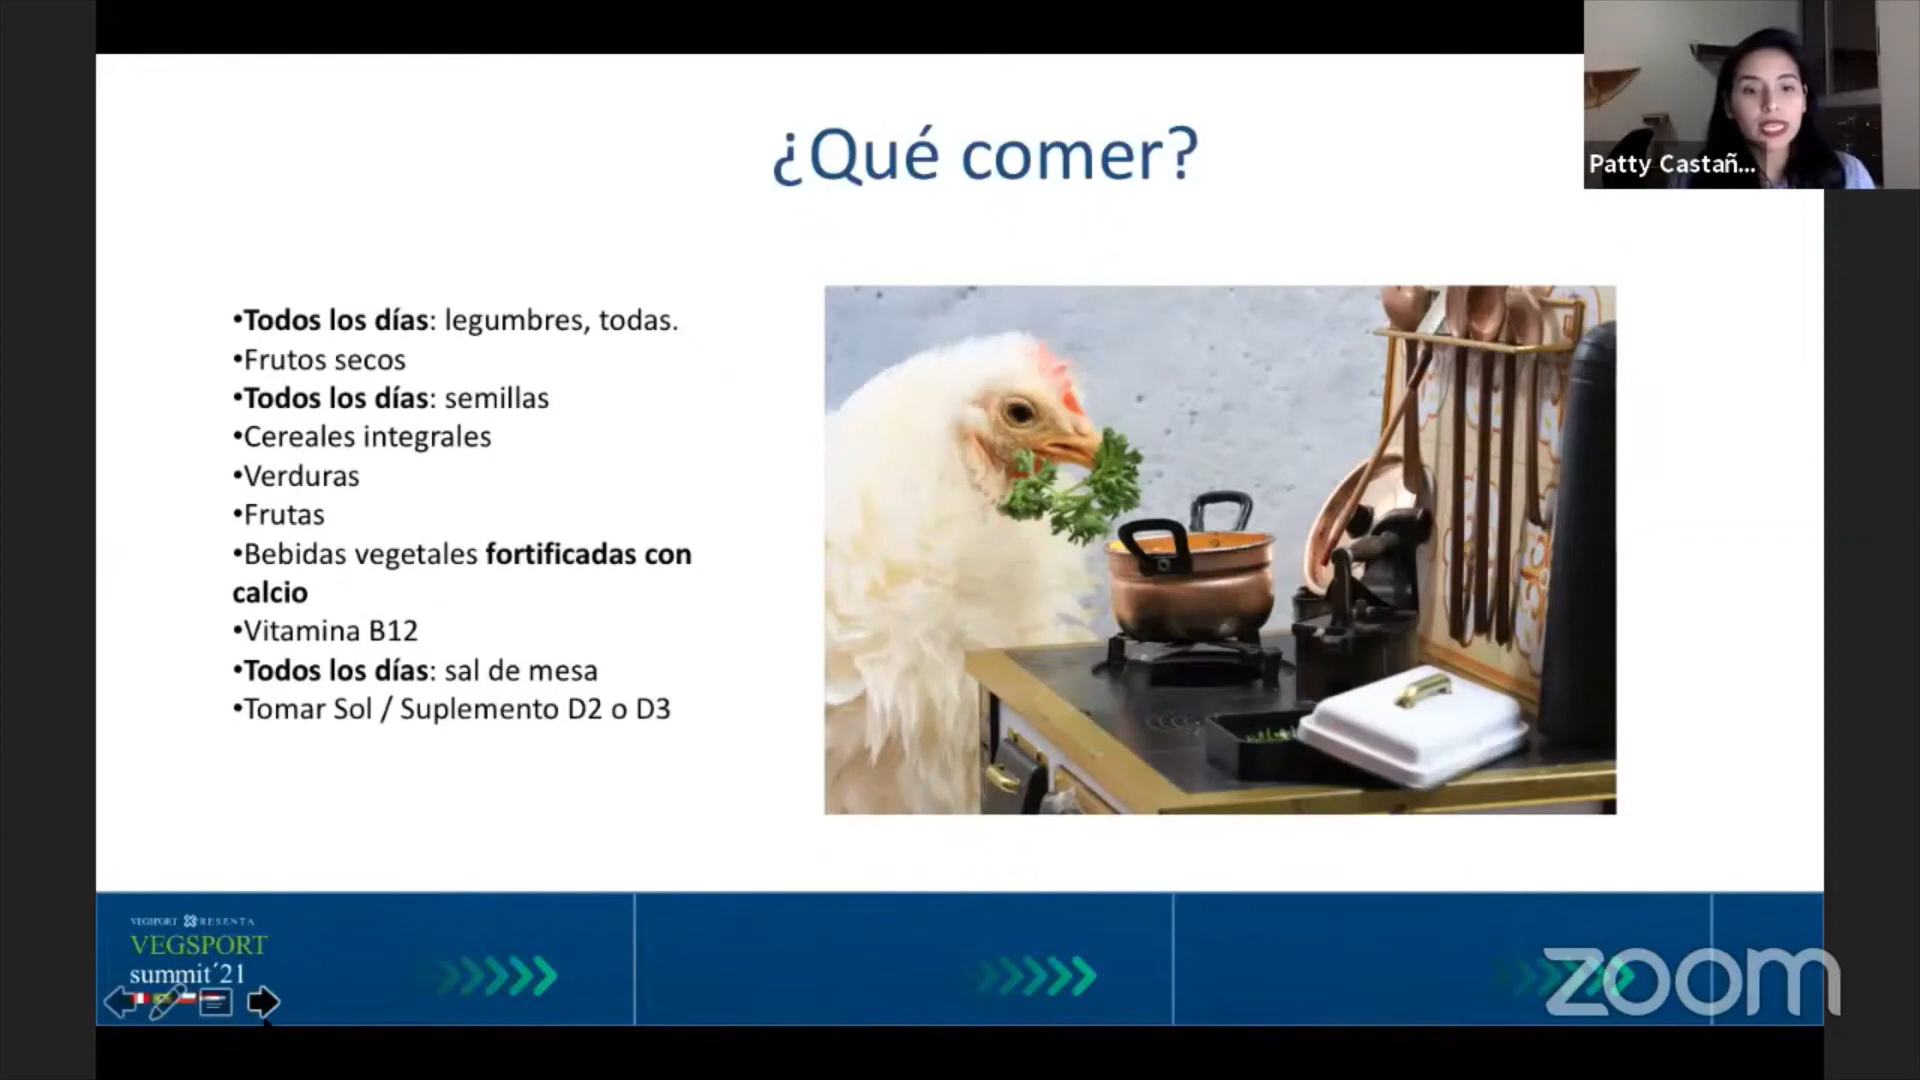 ¿Qué comer?
Patty Castañ...
•Todos los días: legumbres, todas.
•Frutos secos
•Todos los días: semillas
•Cereales integrales
•Verduras
•Frutas
•Bebidas vegetales fortificadas con
calcio
•Vitamina B12
•Todos los días: sal de mesa
•Tomar Sol / Suplemento D2 o D3
VEGSPORT RESENTA
VEGSPORT
summit´21
zoom